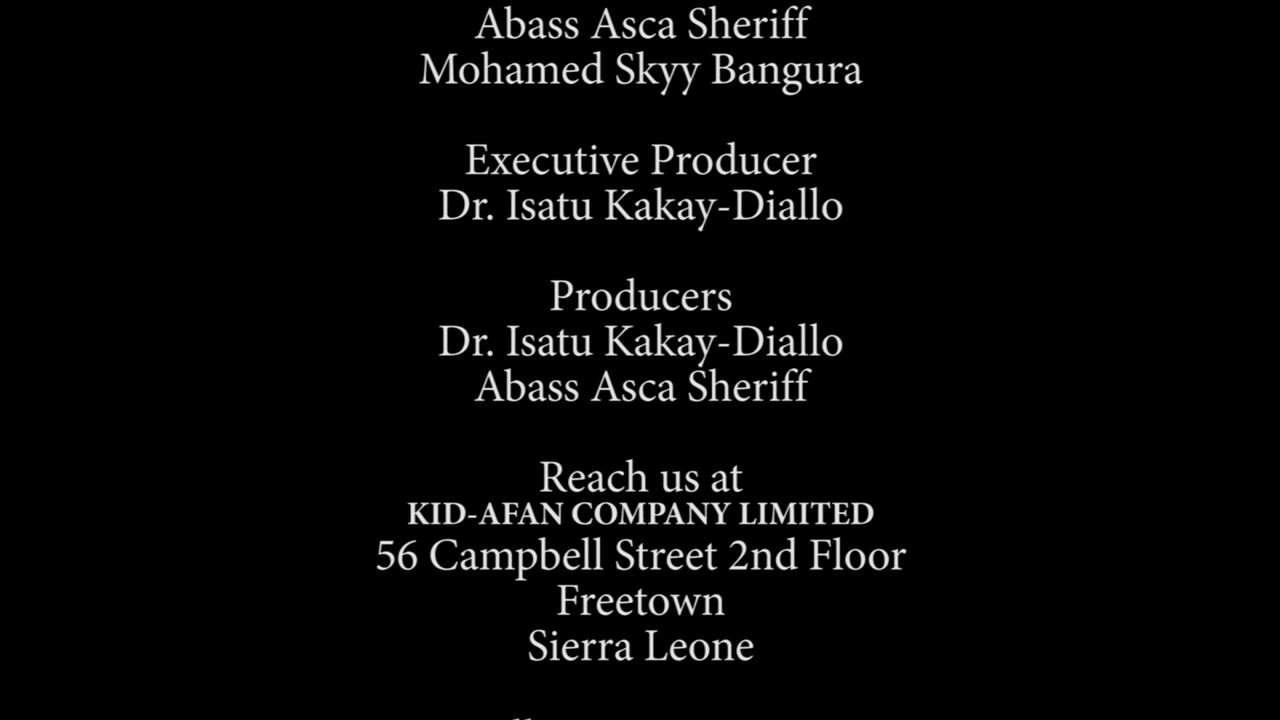 Abass Asca Sheriff
Mohamed Skyy Bangura
Executive Producer
Dr. Isatu Kakay-Diallo
Producers
Dr. Isatu Kakay-Diallo
Abass Asca Sheriff
Reach us at
KID-AFAN COMPANY LIMITED
56 Campbell Street 2nd Floor
Freetown
Sierra Leone